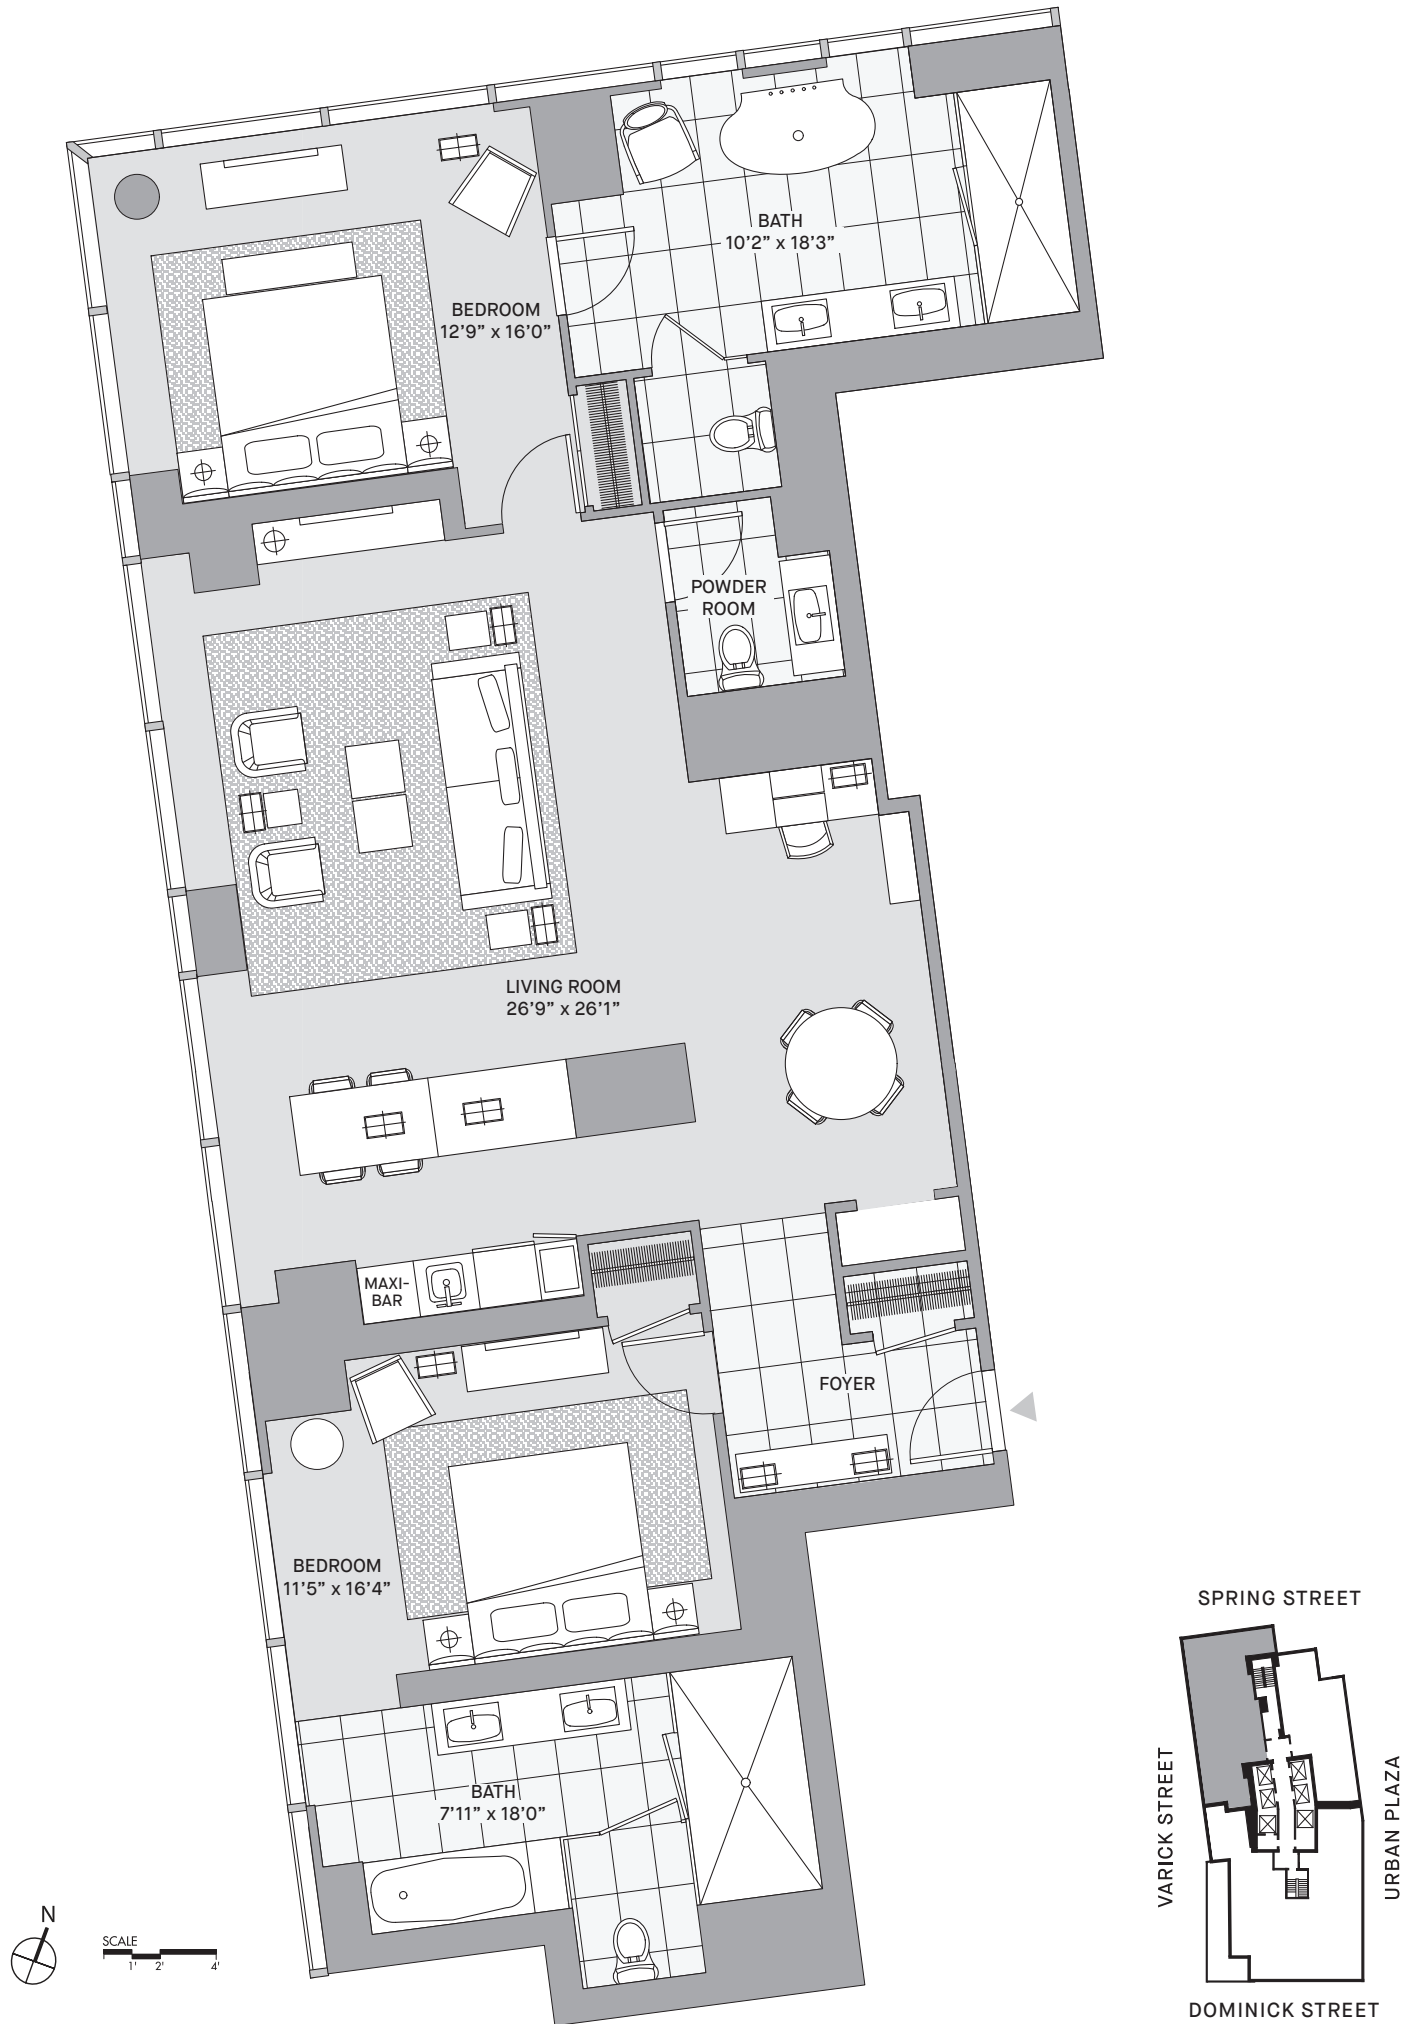 BATH
10'2" x 18'3"
BEDROOM
12'9" x 16'0"
POWDER
ROOM
LIVING ROOM
26'9" x 26'1"
MAXI-
BAR
FOYER
BEDROOM
11'5" x 16'4"
BATH
7'11" x 18'0"
N
SCALE
1' 2' 4'
SPRING STREET
VARICK STREET
URBAN PLAZA
DOMINICK STREET